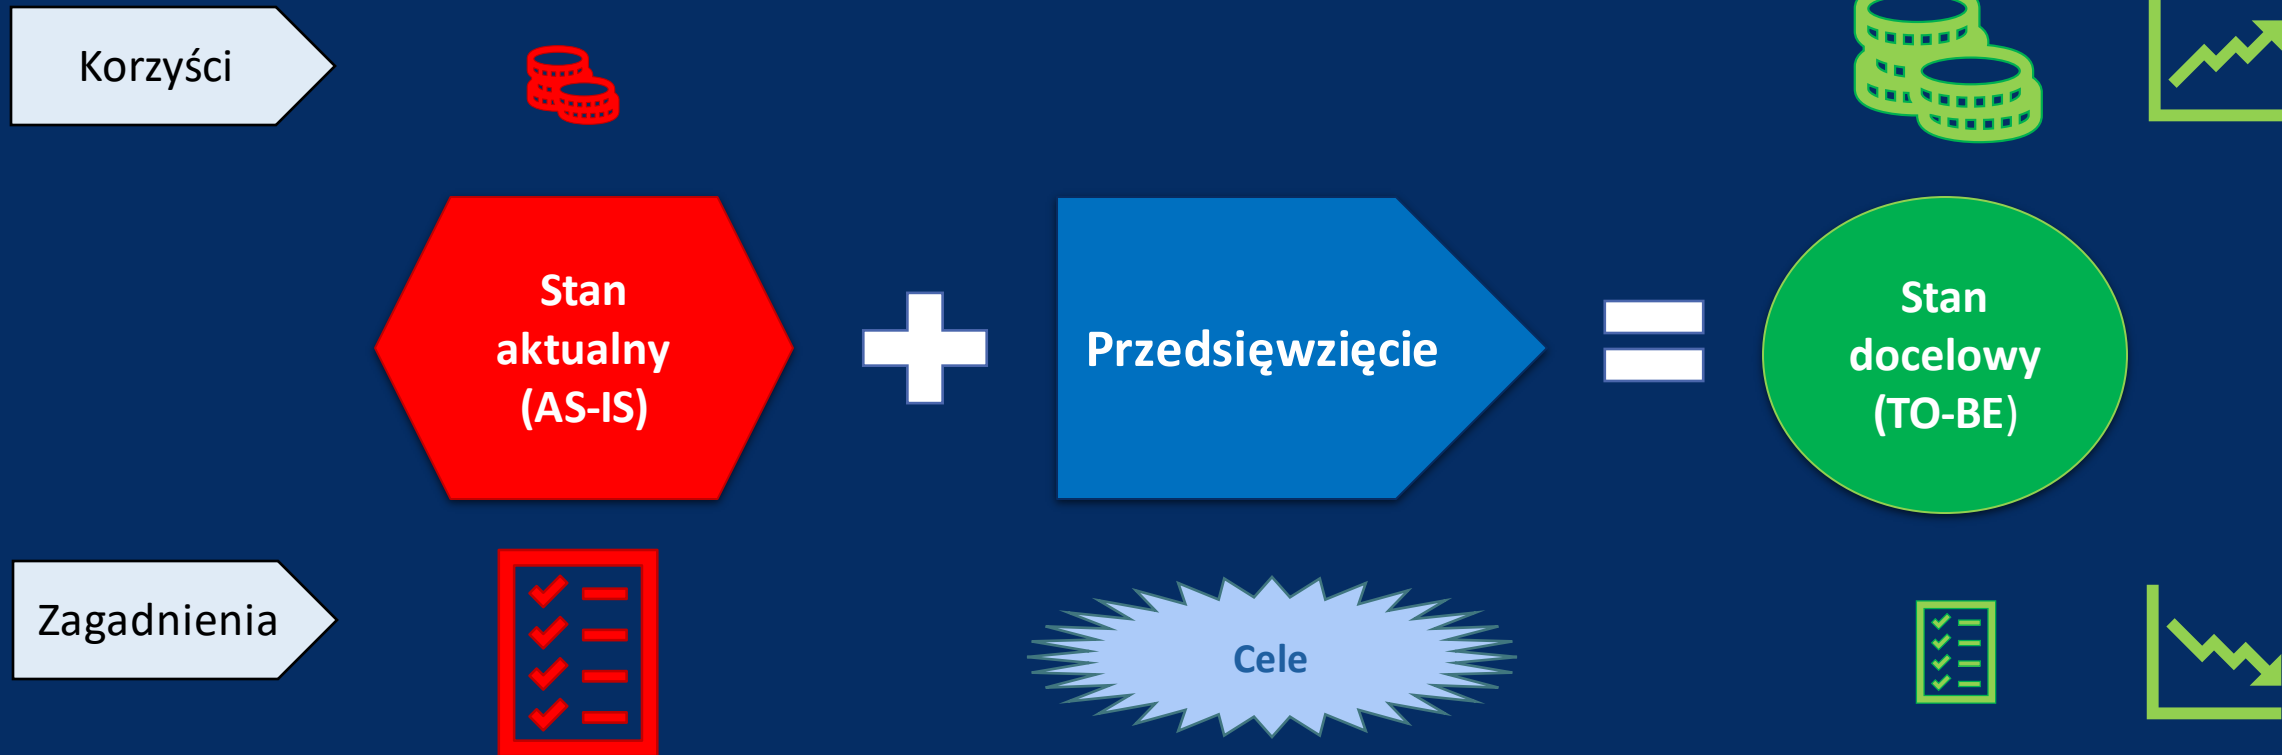 Korzyści
Stan
aktualny
(AS-IS)
Przedsięwzięcie
Stan
docelowy
(TO-BE)
Zagadnienia
Cele